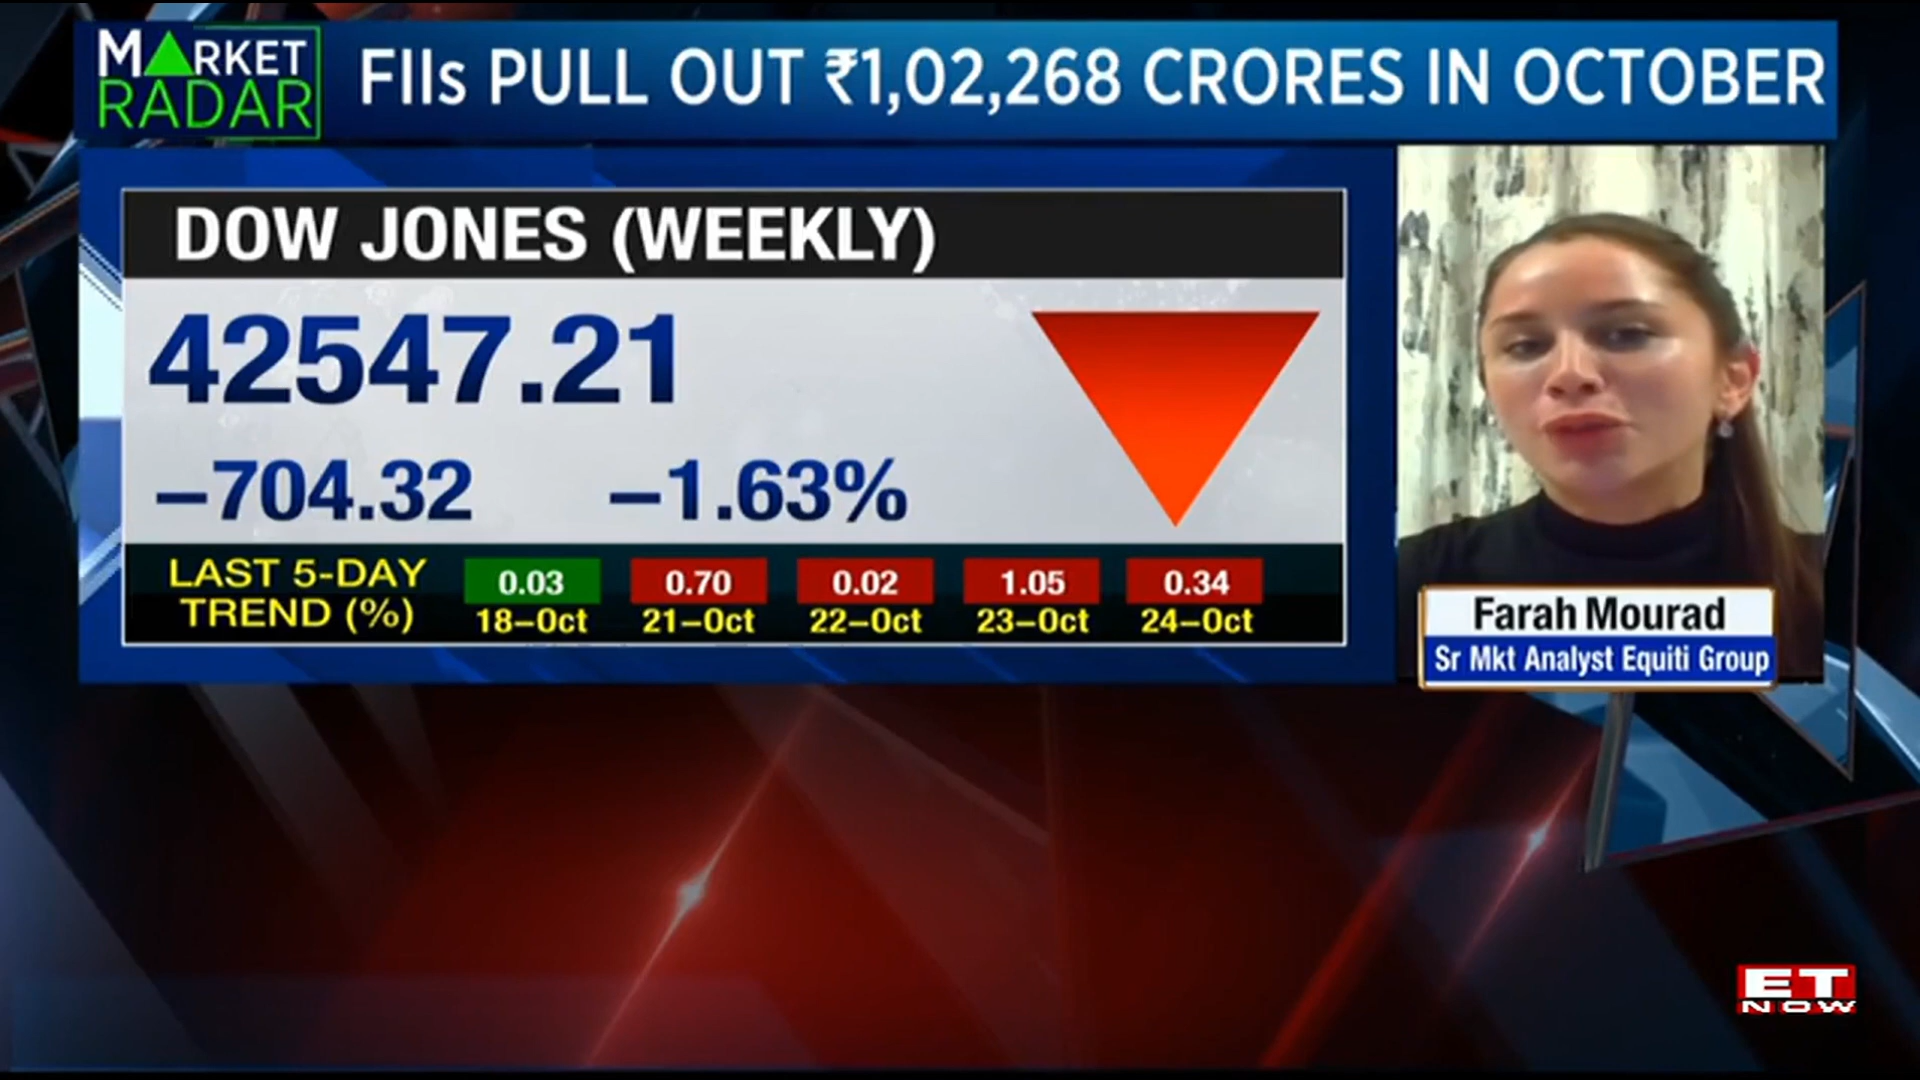 MARKET
RADAR
FIIs PULL OUT ₹1,02,268 CRORES IN OCTOBER
DOW JONES (WEEKLY)
42547.21
–704.32 –1.63%
LAST 5-DAY
TREND (%)
0.03 0.70 0.02 1.05 0.34
18–Oct 21–Oct 22–Oct 23–Oct 24–Oct
Farah Mourad
Sr Mkt Analyst Equiti Group
ET
NOW